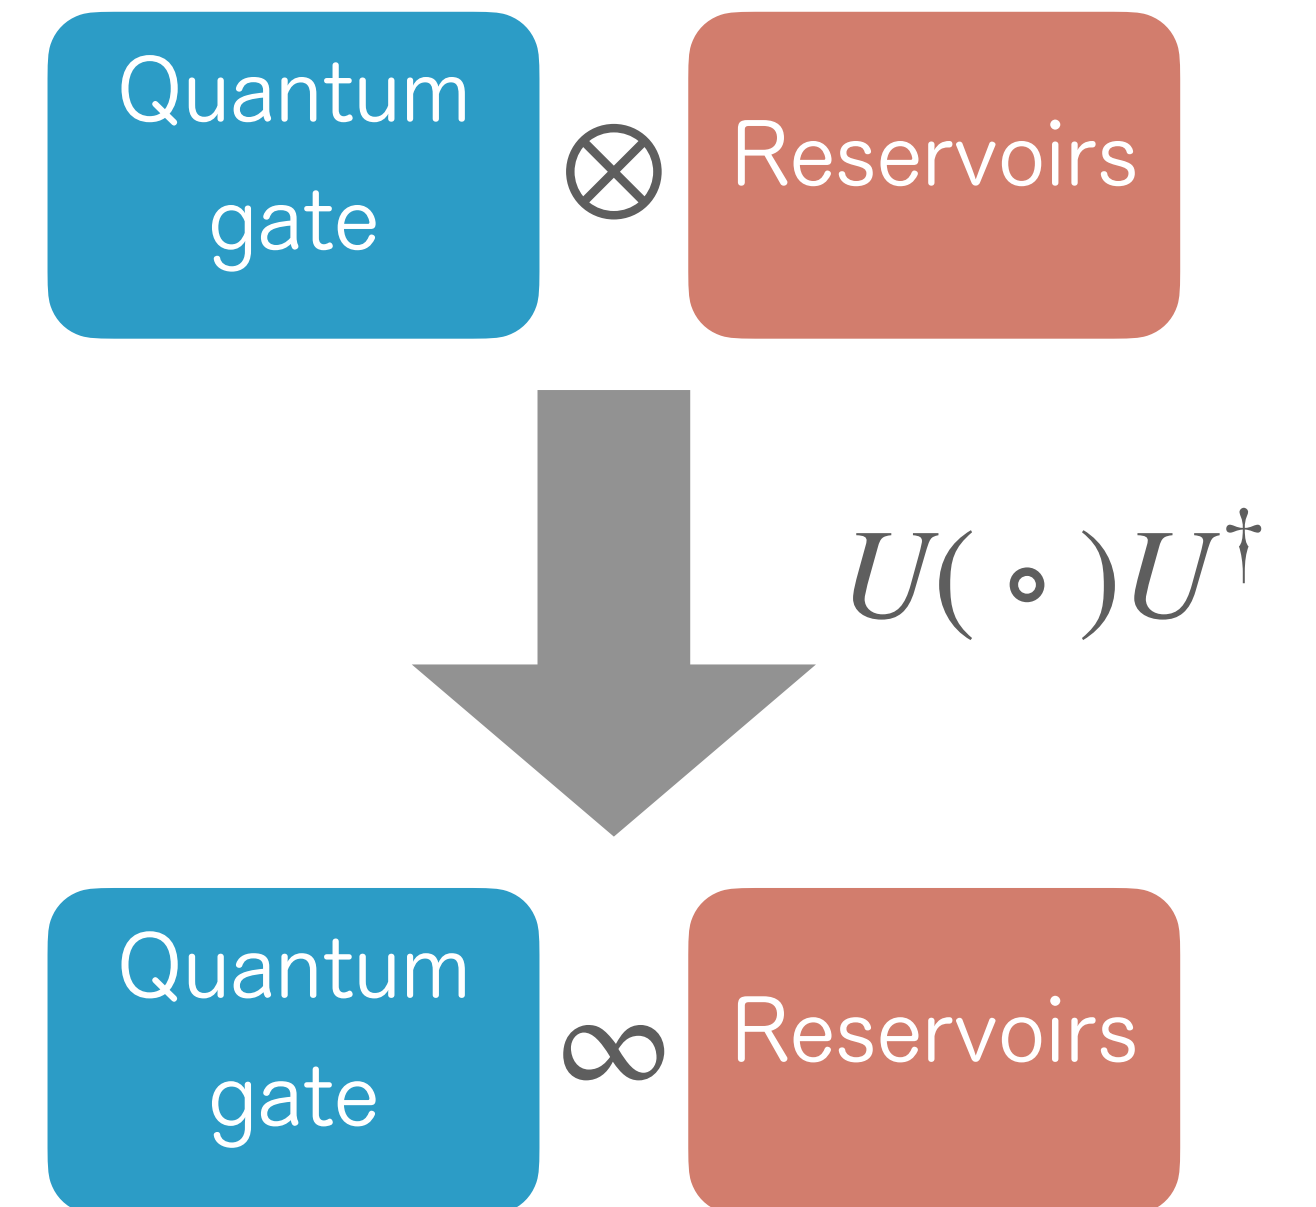 Quantum
gate
⊗
Reservoirs
U(∘)U†
Quantum
gate
∞
Reservoirs